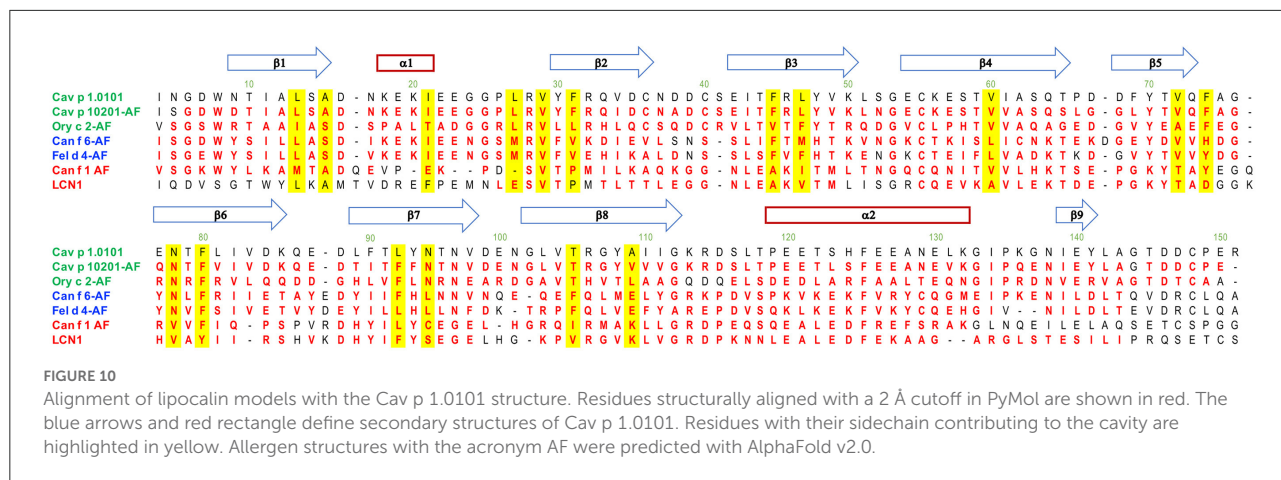 β1 α1 β2 β3 β4 β5
10 20 30 40 50 60 70
Cav p 1.0101 I N G D W N T I A L S A D - N K E K I E E G G P L R V Y F R Q V D C N D D C S E I T F R L Y V K L S G E C K E S T V I A S Q T P D - D F Y T V Q F A G -
Cav p 10201-AF I S G D W D T I A L S A D - N K E K I E E G G P L R V Y F R Q I D C N A D C S E I T F R L Y V K L N G E C K E S T V V A S Q S L G - G L Y T Q Y F E G -
Ory c 2-AF V S G S W R T A A I A S D - S P A L T A D G G R L R V L L R H L Q C S Q D C R V L T V T F Y T R Q D G V C L P H T V V A Q A G E D - G V Y E A E F E G -
Can f 6-AF I S G D W Y S I L L A S D - I K E K I E E N G S M R V F V K D I E V L S N S - S L I F T M H T K V N G K C T K I S L I C N K T E K D G E Y D V V H D G -
Fel d 4-AF I S G E W Y S I L L A S D - V K E K I E E N G S M R V F V E H I K A L D N S - S L S F V F H T K E N G K C T E I F L V A D K T K D - G V Y T V V Y D G -
Can f 1 AF V S G K W Y L K A M T A D Q E V P - E K - - P D - S V T P M I L K A Q K G G - N L E A K I T M L T N G Q C Q N I T V V L H K T S E - P G K Y T A Y E G Q
LCN1 I Q D V S G T W Y L K A M T V D R E F P E M N L E S V T P M T L T T L E G G - N L E A K V T M L I S G R C Q E V K A V L E K T D - E P G K Y T A D G G K
β6 β7 β8 α2 β9
80 90 100 110 120 130 140 150
Cav p 1.0101 E N T F L I V D K Q E - D L F T L Y N T N V D E N G L V T R G Y A I I G K R D S L T P E E T S H F E E A N E L K G I P K G N I E Y L A G T D D C P E R
Cav p 10201-AF Q N T F V I V D K Q E - D T I T F F N T N V D E N G L V T R G Y V V V G K R D S L T P E E T L S F E E A N E V K G I P Q E N I E Y L A G T D D C P E -
Ory c 2-AF R N R F R V L Q Q D D - G H L V F L N R N E A R D G A V T H V T L A A G Q D Q E L S D E D L A R F A A L T E Q N G I P R D N V E R V A G T D T C A A -
Can f 6-AF Y N L F R I I E T A Y E D Y I I F H L N N V N Q E - Q E F Q L M E L Y G R K P D V S P K V K E K F V R Y C Q G M E I P K E N I L D L T Q V D R C L Q A
Fel d 4-AF Y N V F S I V E T V Y D E Y I L L H L L N F D K - T R P F Q L V E F Y A R E P D V S Q K L K E K F V K Y C Q E H G I V - - N I L D L T E V D R C L Q A
Can f 1 AF R V V F I Q - P S P V R D H Y I L Y C E G E L - H G R Q I R M A K L L G R D P E Q S Q E A L E D F R E F S R A K G L N Q E I L E L A Q S E T C S P G G
LCN1 H V A Y I I - R S H V K D H Y I F Y S E G E L H G - K P V R G V K L V G R D P K N N L E A L E D F E K A A G - - A R G L S T E S I L I P R Q S E T C S
FIGURE 10
Alignment of lipocalin models with the Cav p 1.0101 structure. Residues structurally aligned with a 2 Å cutoff in PyMol are shown in red. The
blue arrows and red rectangle define secondary structures of Cav p 1.0101. Residues with their sidechain contributing to the cavity are
highlighted in yellow. Allergen structures with the acronym AF were predicted with AlphaFold v2.0.